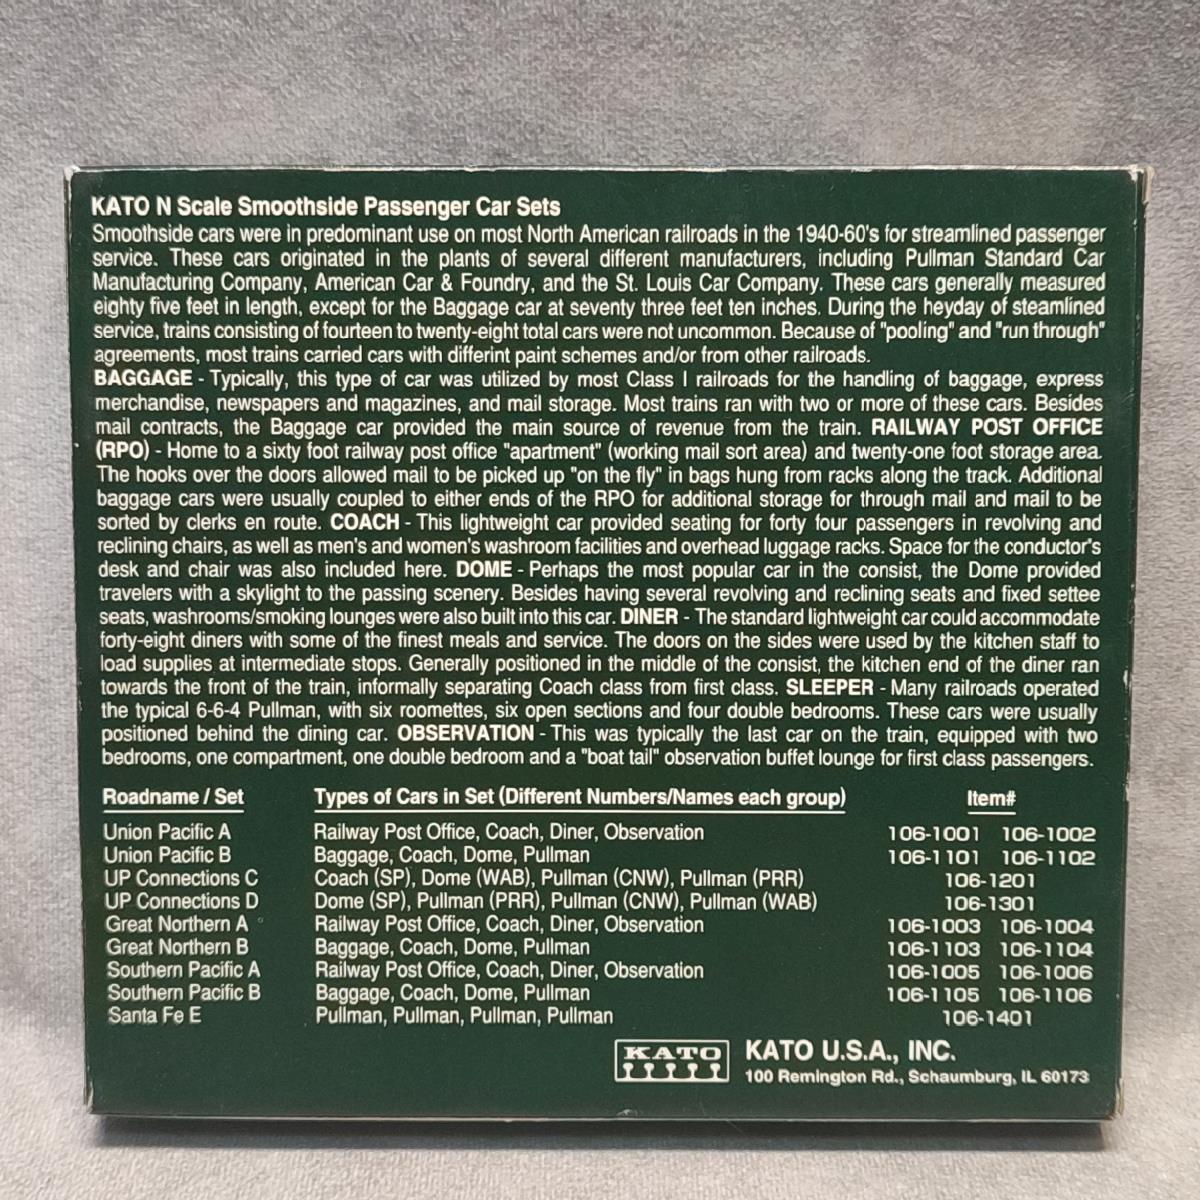 KATO N Scale Smoothside Passenger Car Sets
Smoothside cars were in predominant use on most North American railroads in the 1940-60's for streamlined passenger
service. These cars originated in the plants of several different manufacturers, including Pullman Standard Car
Manufacturing Company, American Car & Foundry, and the St. Louis Car Company. These cars generally measured
eighty five feet in length, except for the Baggage car at seventy three feet ten inches. During the heyday of steamlined
service, trains consisting of fourteen to twenty-eight total cars were not uncommon. Because of "pooling" and "run through"
agreements, most trains carried cars with differint paint schemes and/or from other railroads.
BAGGAGE - Typically, this type of car was utilized by most Class I railroads for the handling of baggage, express
merchandise, newspapers and magazines, and mail storage. Most trains ran with two or more of these cars. Besides
mail contracts, the Baggage car provided the main source of revenue from the train. RAILWAY POST OFFICE
(RPO) - Home to a sixty foot railway post office "apartment" (working mail sort area) and twenty-one foot storage area.
The hooks over the doors allowed mail to be picked up "on the fly" in bags hung from racks along the track. Additional
baggage cars were usually coupled to either ends of the RPO for additional storage for through mail and mail to be
sorted by clerks en route. COACH - This lightweight car provided seating for forty four passengers in revolving and
reclining chairs, as well as men's and women's washroom facilities and overhead luggage racks. Space for the conductor's
desk and chair was also included here. DOME - Perhaps the most popular car in the consist, the Dome provided
travelers with a skylight to the passing scenery. Besides having several revolving and reclining seats and fixed settee
seats, washrooms/smoking lounges were also built into this car. DINER - The standard lightweight car could accommodate
forty-eight diners with some of the finest meals and service. The doors on the sides were used by the kitchen staff to
load supplies at intermediate stops. Generally positioned in the middle of the consist, the kitchen end of the diner ran
towards the front of the train, informally separating Coach class from first class. SLEEPER - Many railroads operated
the typical 6-6-4 Pullman, with six roomettes, six open sections and four double bedrooms. These cars were usually
positioned behind the dining car. OBSERVATION - This was typically the last car on the train, equipped with two
bedrooms, one compartment, one double bedroom and a "boat tail" observation buffet lounge for first class passengers.
Roadname / Set Types of Cars in Set (Different Numbers/Names each group) Item#
Union Pacific A Railway Post Office, Coach, Diner, Observation 106-1001 106-1002
Union Pacific B Baggage, Coach, Dome, Pullman 106-1101 106-1102
UP Connections C Coach (SP), Dome (WAB), Pullman (CNW), Pullman (PRR) 106-1201
UP Connections D Dome (SP), Pullman (PRR), Pullman (CNW), Pullman (WAB) 106-1301
Great Northern A Railway Post Office, Coach, Diner, Observation 106-1003 106-1004
Great Northern B Baggage, Coach, Dome, Pullman 106-1103 106-1104
Southern Pacific A Railway Post Office, Coach, Diner, Observation 106-1005 106-1006
Southern Pacific B Baggage, Coach, Dome, Pullman 106-1105 106-1106
Santa Fe E Pullman, Pullman, Pullman, Pullman 106-1401
KATO KATO U.S.A., INC.
100 Remington Rd., Schaumburg, IL 60173